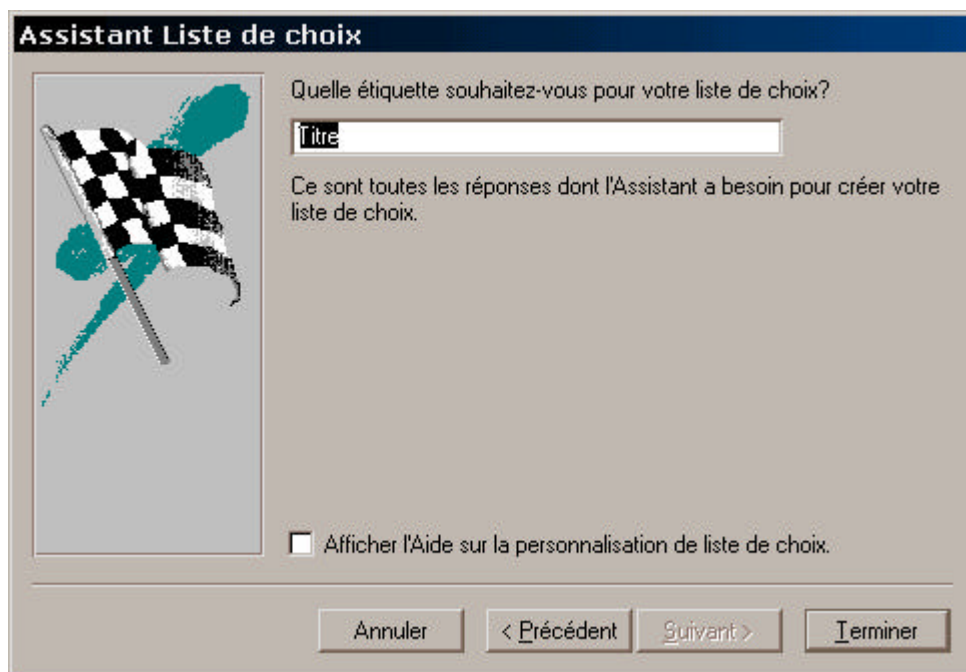 Assistant Liste de choix
Quelle étiquette souhaitez-vous pour votre liste de choix?
Titre
Ce sont toutes les réponses dont l'Assistant a besoin pour créer votre
liste de choix.
Afficher l'Aide sur la personnalisation de liste de choix.
Annuler
< Précédent
Suivant >
Terminer